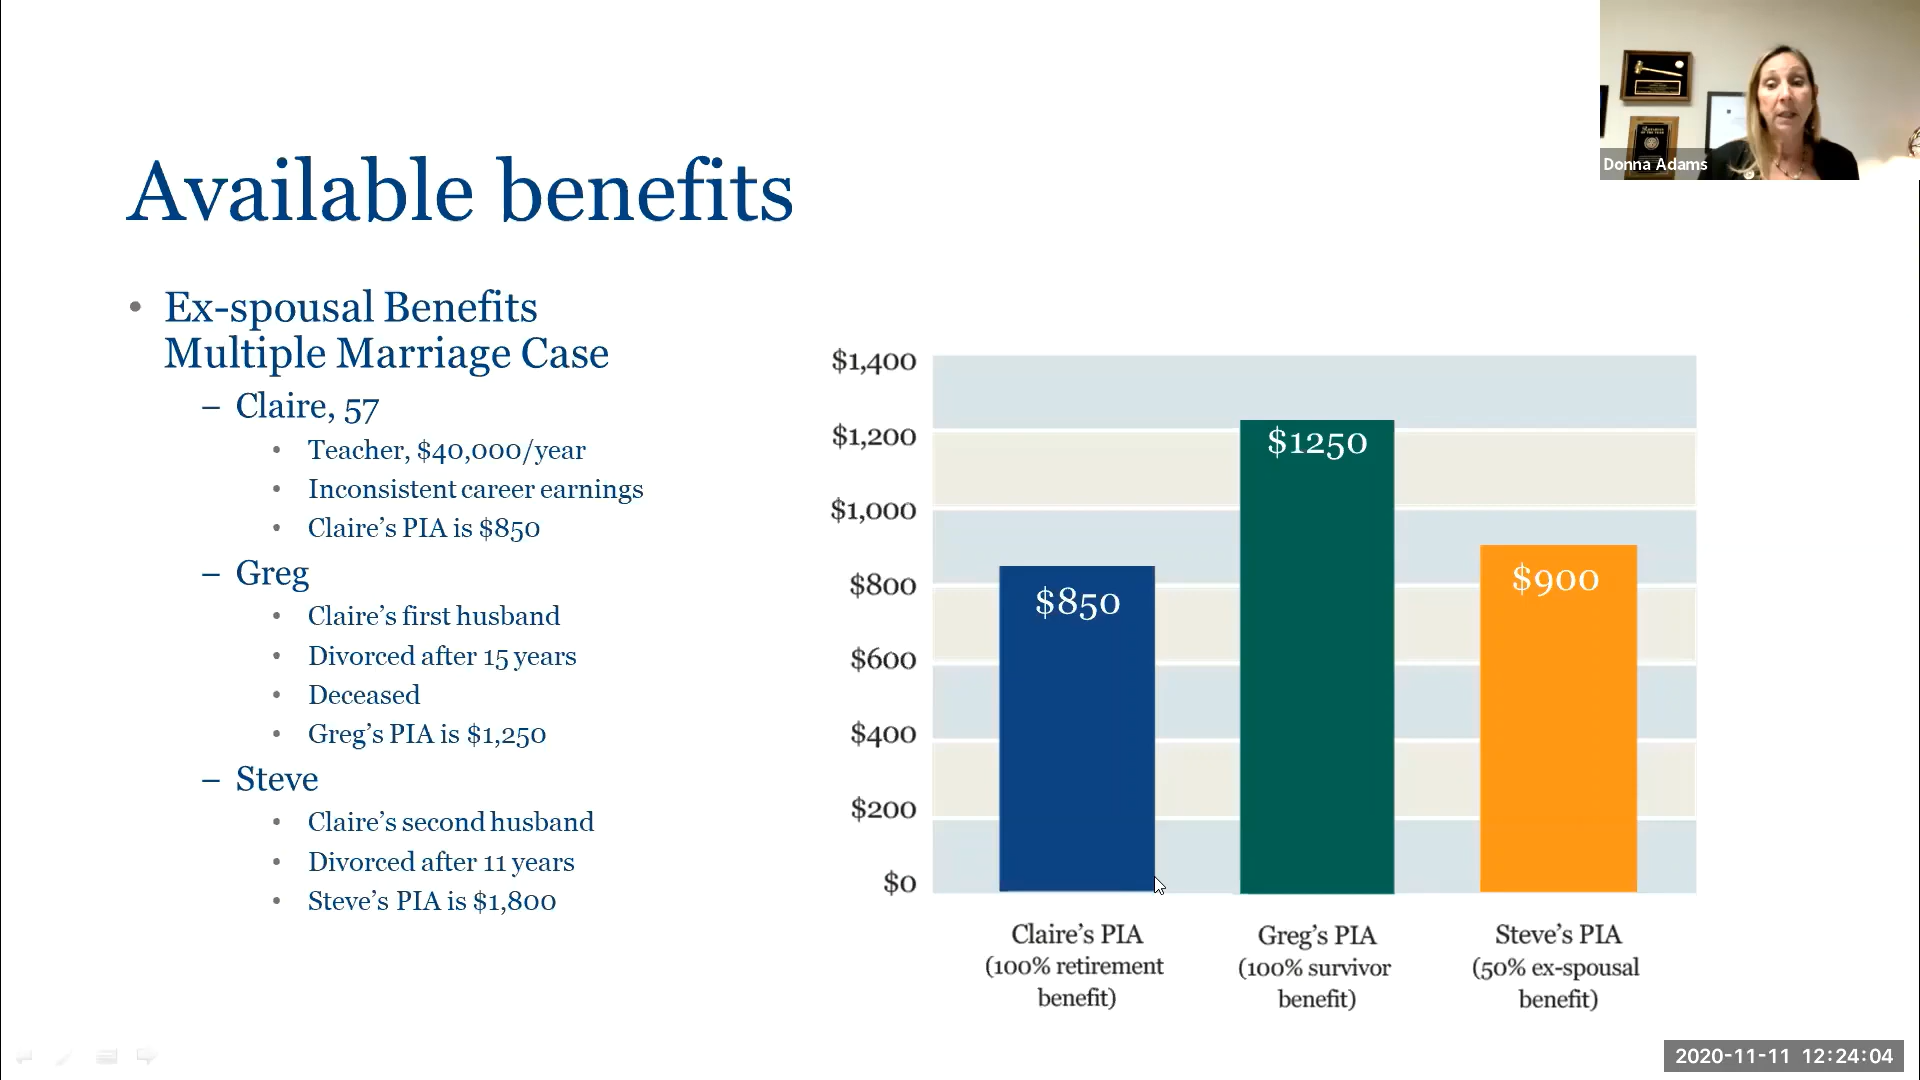 Donna Adams
Available benefits
• Ex-spousal Benefits
Multiple Marriage Case
– Claire, 57
• Teacher, $40,000/year
• Inconsistent career earnings
• Claire’s PIA is $850
– Greg
• Claire’s first husband
• Divorced after 15 years
• Deceased
• Greg’s PIA is $1,250
– Steve
• Claire’s second husband
• Divorced after 11 years
• Steve’s PIA is $1,800
$1,400
$1,200
$1,000
$800
$600
$400
$200
$0
$850
$1250
$900
Claire’s PIA
(100% retirement
benefit)
Greg’s PIA
(100% survivor
benefit)
Steve’s PIA
(50% ex-spousal
benefit)
2020-11-11 12:24:04